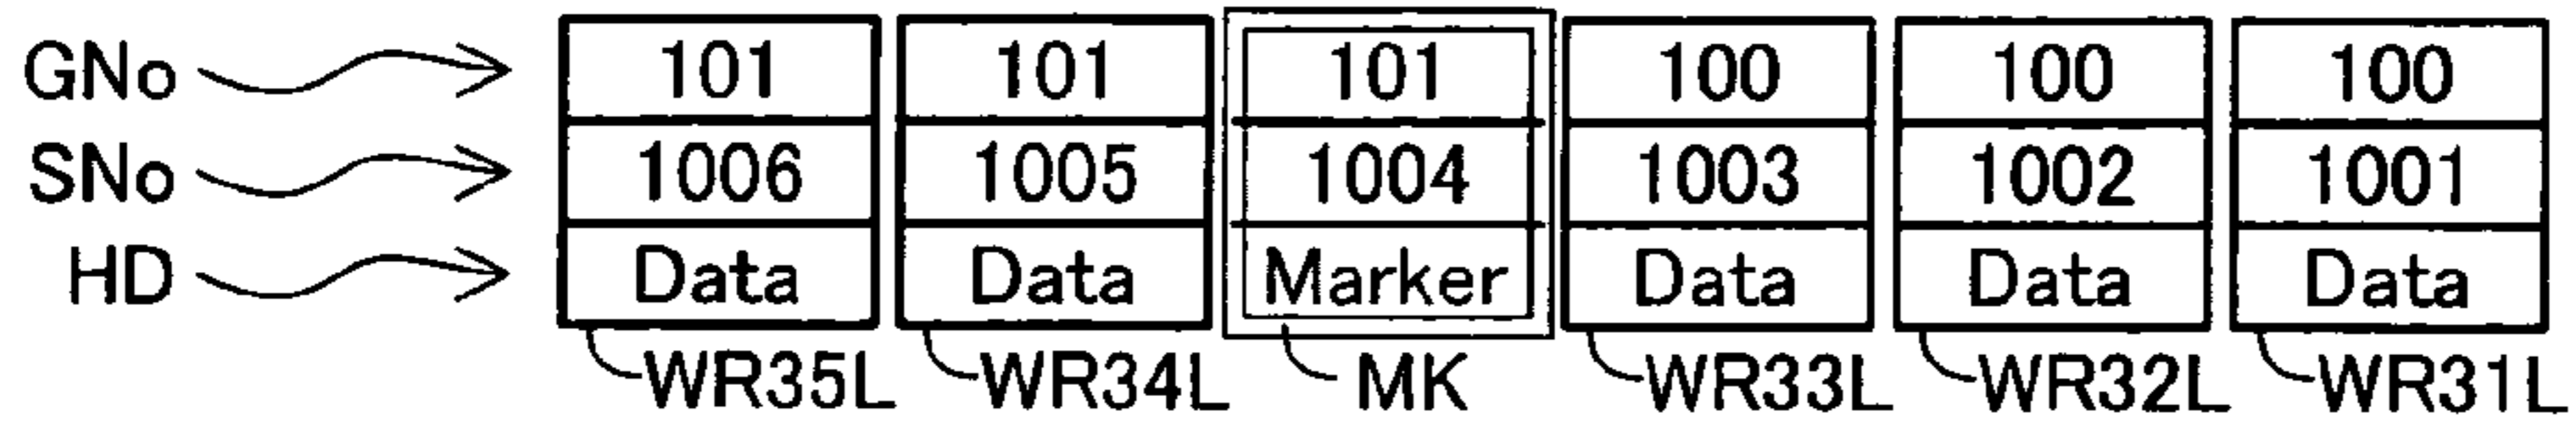 GNo 101 101 101 100 100 100
SNo 1006 1005 1004 1003 1002 1001
HD Data Data Marker Data Data Data
WR35L WR34L MK WR33L WR32L WR31L